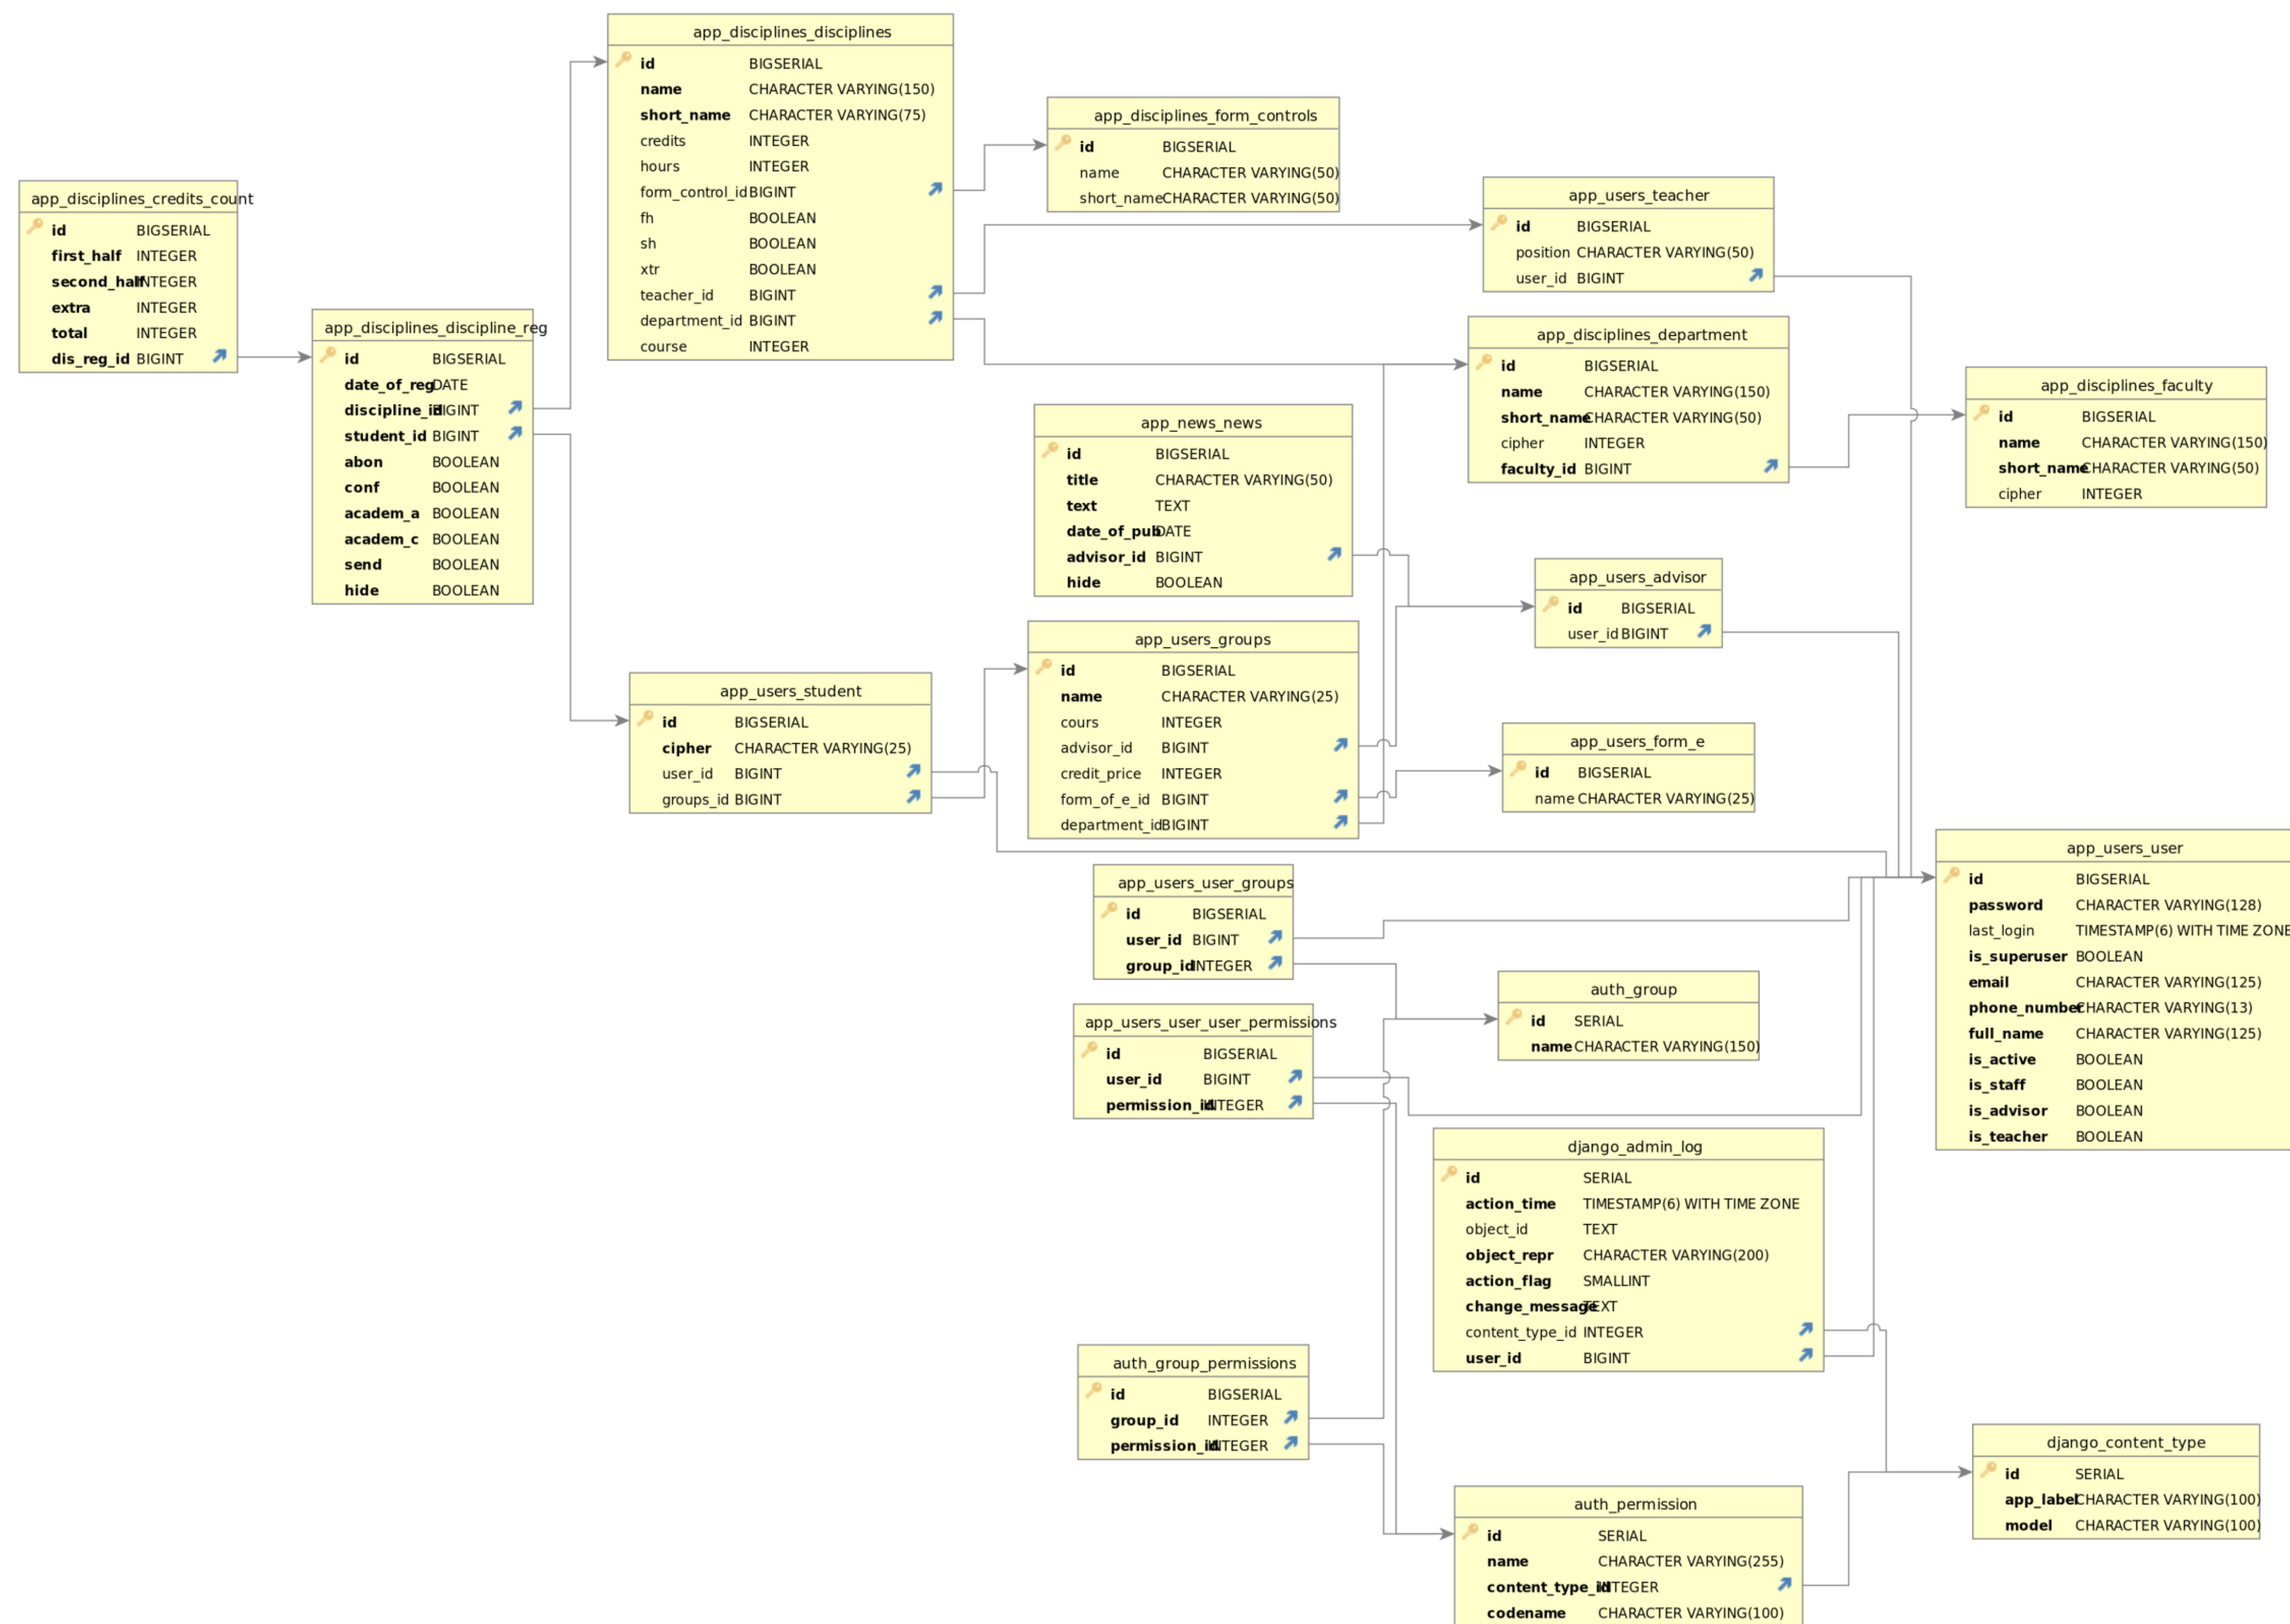 app_disciplines_disciplines
id BIGSERIAL
name CHARACTER VARYING(150)
short_name CHARACTER VARYING(75)
credits INTEGER
hours INTEGER
form_control_id BIGINT
fh BOOLEAN
sh BOOLEAN
xtr BOOLEAN
teacher_id BIGINT
department_id BIGINT
course INTEGER
app_disciplines_form_controls
id BIGSERIAL
name CHARACTER VARYING(50)
short_name CHARACTER VARYING(50)
app_disciplines_credits_count
id BIGSERIAL
first_half INTEGER
second_half INTEGER
extra INTEGER
total INTEGER
dis_reg_id BIGINT
app_users_teacher
id BIGSERIAL
position CHARACTER VARYING(50)
user_id BIGINT
app_disciplines_discipline_reg
id BIGSERIAL
date_of_reg DATE
discipline_id BIGINT
student_id BIGINT
abon BOOLEAN
conf BOOLEAN
academ_a BOOLEAN
academ_c BOOLEAN
send BOOLEAN
hide BOOLEAN
app_disciplines_department
id BIGSERIAL
name CHARACTER VARYING(150)
short_name CHARACTER VARYING(50)
cipher INTEGER
faculty_id BIGINT
app_disciplines_faculty
id BIGSERIAL
name CHARACTER VARYING(150)
short_name CHARACTER VARYING(50)
cipher INTEGER
app_news_news
id BIGSERIAL
title CHARACTER VARYING(50)
text TEXT
date_of_pub DATE
advisor_id BIGINT
hide BOOLEAN
app_users_advisor
id BIGSERIAL
user_id BIGINT
app_users_groups
id BIGSERIAL
name CHARACTER VARYING(25)
cours INTEGER
advisor_id BIGINT
credit_price INTEGER
form_of_e_id BIGINT
department_id BIGINT
app_users_student
id BIGSERIAL
cipher CHARACTER VARYING(25)
user_id BIGINT
groups_id BIGINT
app_users_form_e
id BIGSERIAL
name CHARACTER VARYING(25)
app_users_user
id BIGSERIAL
password CHARACTER VARYING(128)
last_login TIMESTAMP(6) WITH TIME ZONE
is_superuser BOOLEAN
email CHARACTER VARYING(125)
phone_number CHARACTER VARYING(13)
full_name CHARACTER VARYING(125)
is_active BOOLEAN
is_staff BOOLEAN
is_advisor BOOLEAN
is_teacher BOOLEAN
app_users_user_groups
id BIGSERIAL
user_id BIGINT
group_id INTEGER
auth_group
id SERIAL
name CHARACTER VARYING(150)
app_users_user_user_permissions
id BIGSERIAL
user_id BIGINT
permission_id INTEGER
django_admin_log
id SERIAL
action_time TIMESTAMP(6) WITH TIME ZONE
object_id TEXT
object_repr CHARACTER VARYING(200)
action_flag SMALLINT
change_message TEXT
content_type_id INTEGER
user_id BIGINT
auth_group_permissions
id BIGSERIAL
group_id INTEGER
permission_id INTEGER
django_content_type
id SERIAL
app_label CHARACTER VARYING(100)
model CHARACTER VARYING(100)
auth_permission
id SERIAL
name CHARACTER VARYING(255)
content_type_id INTEGER
codename CHARACTER VARYING(100)